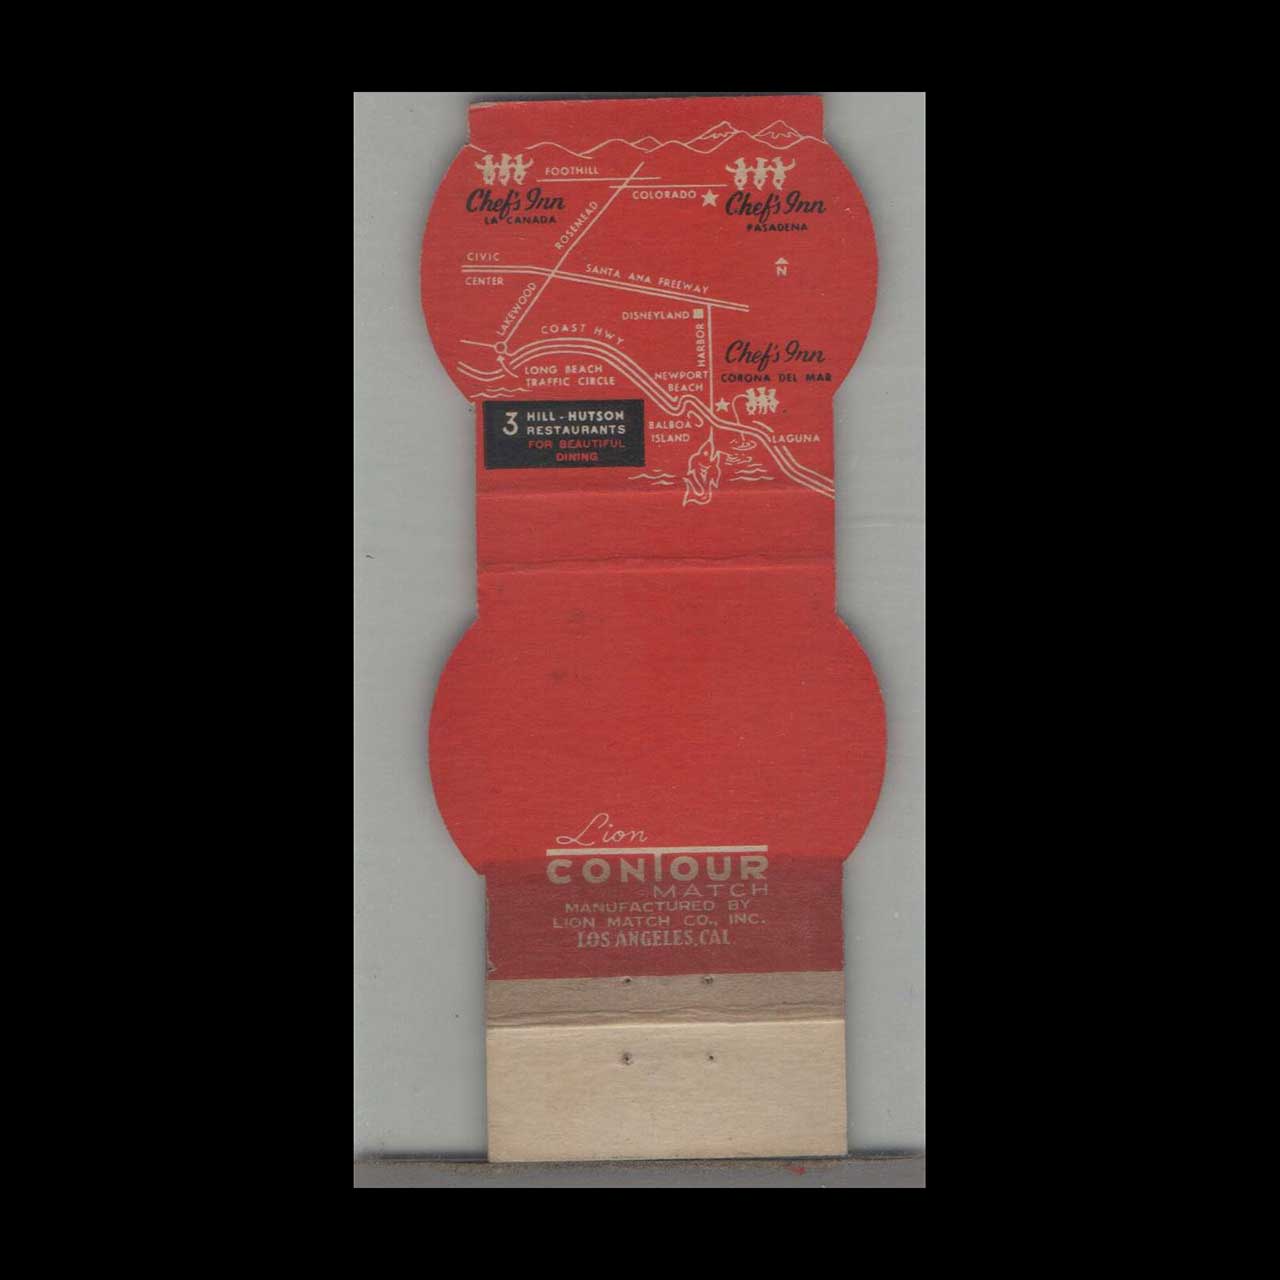 FOOTHILL
COLORADO
Chef's Inn
LA CANADA
Chef's Inn
PASADENA
ROSEMEAD
CIVIC
CENTER
SANTA ANA FREEWAY
N
LAKEWOOD
DISNEYLAND
HARBOR
COAST HWY
Chef's Inn
CORONA DEL MAR
LONG BEACH
TRAFFIC CIRCLE
NEWPORT
BEACH
3 HILL-HUTSON
RESTAURANTS
FOR BEAUTIFUL
DINING
BALBOA
ISLAND
LAGUNA
Lion
CONTOUR
MATCH
MANUFACTURED BY
LION MATCH CO., INC.
LOS ANGELES, CAL